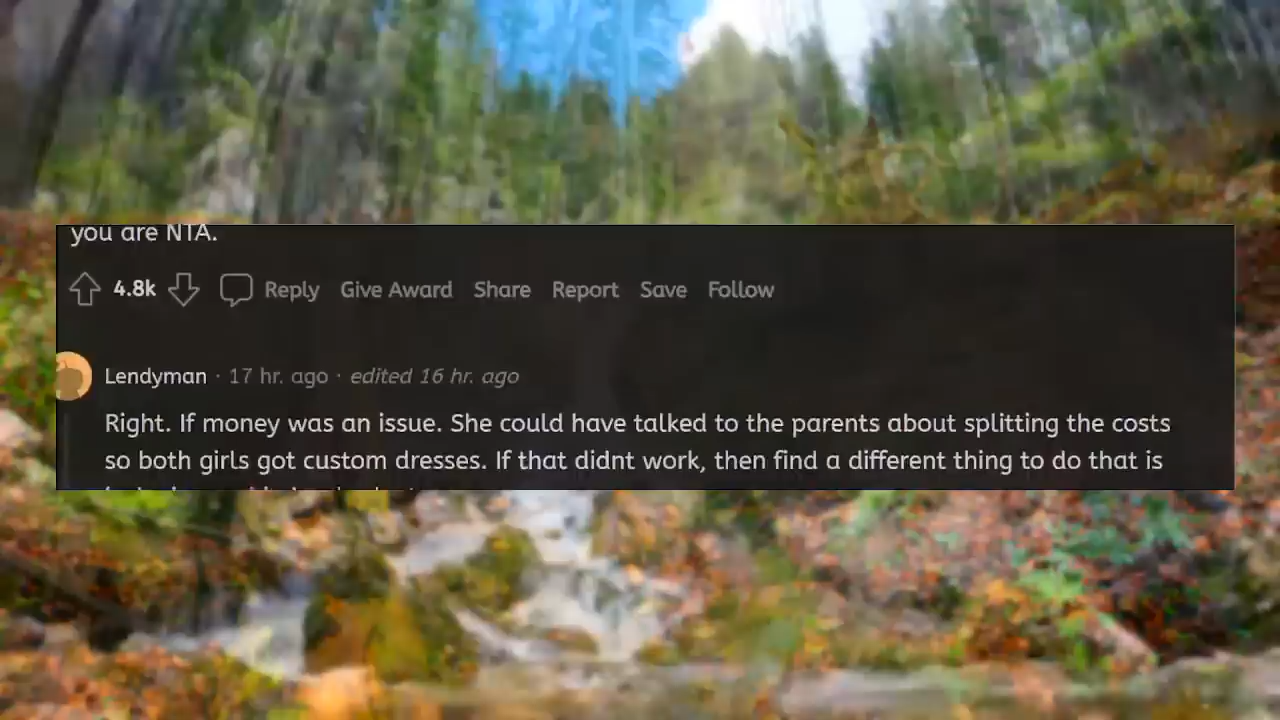 you are NTA.
4.8k Reply Give Award Share Report Save Follow
Lendyman · 17 hr. ago · edited 16 hr. ago
Right. If money was an issue. She could have talked to the parents about splitting the costs
so both girls got custom dresses. If that didnt work, then find a different thing to do that is